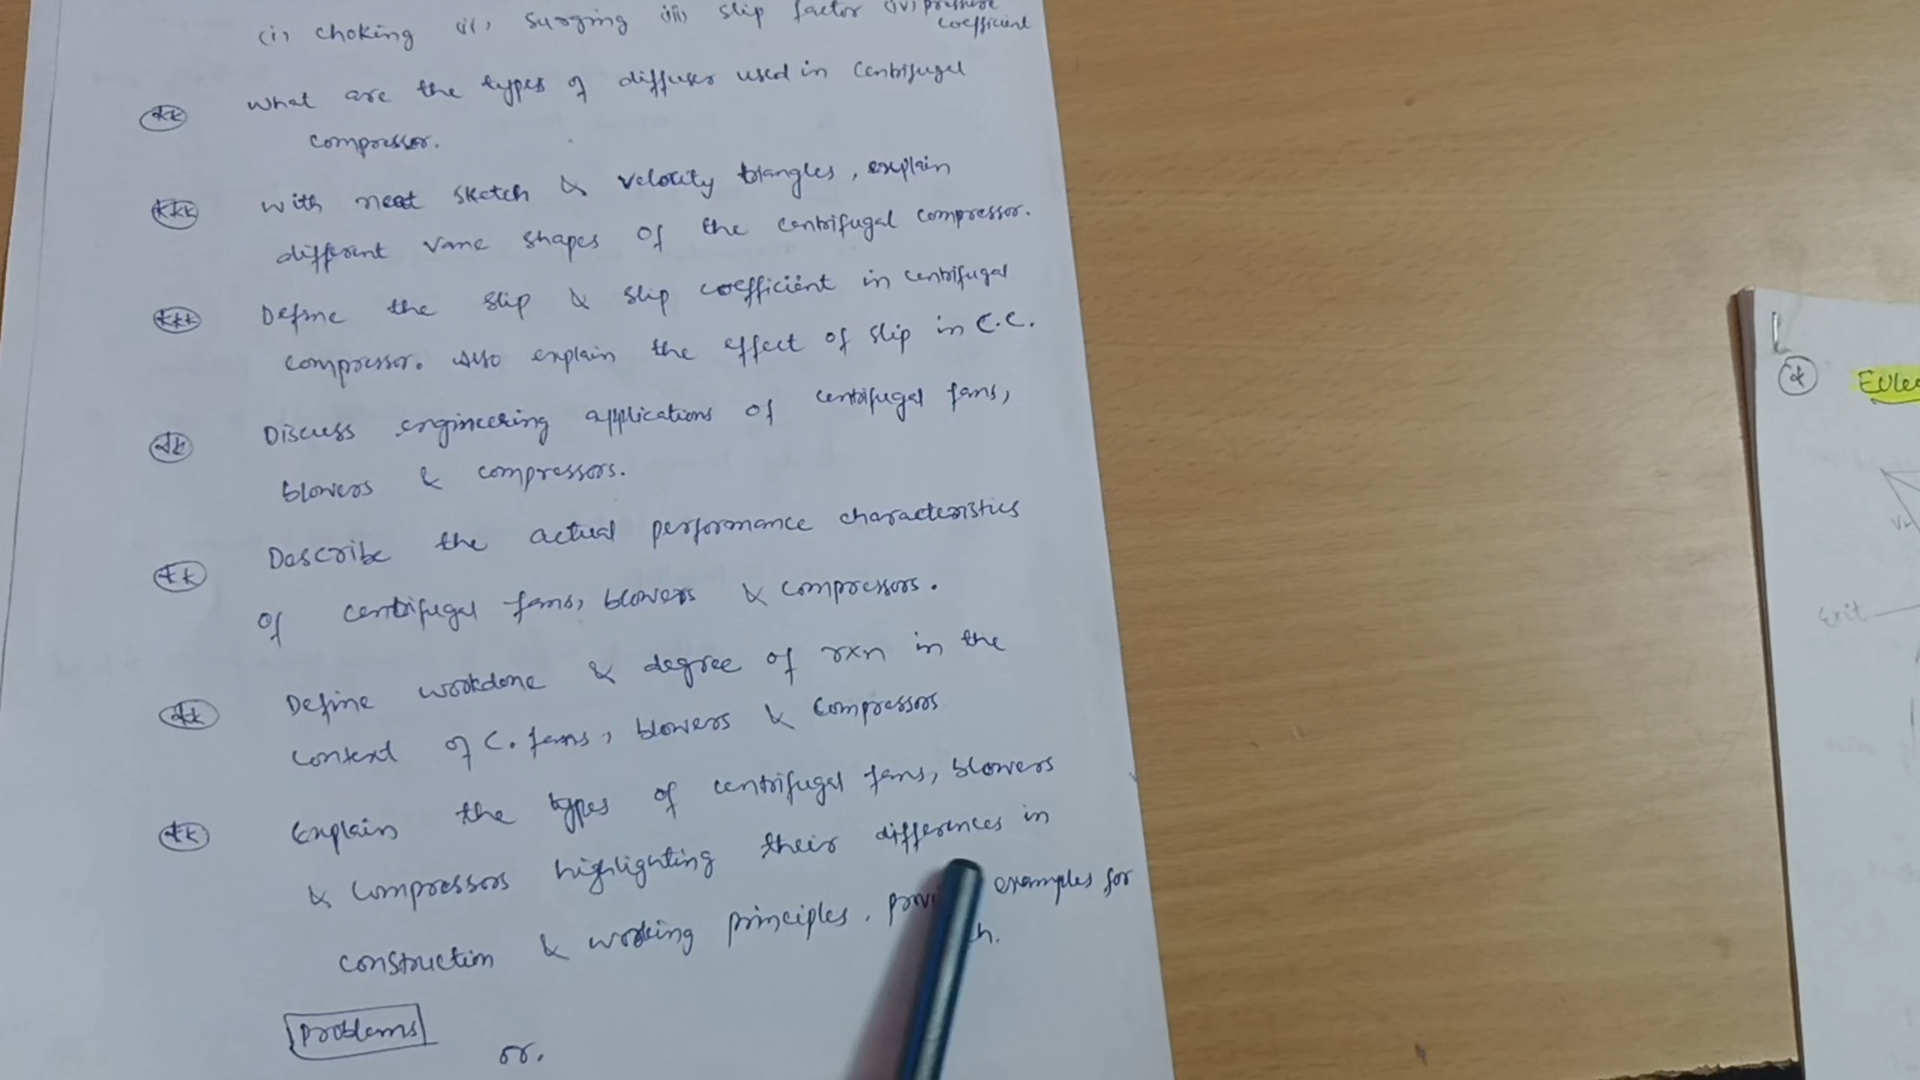 (i) choking (ii) surging (iii) slip factor (iv) pressure
coefficient
** What are the types of diffuser used in centrifugal
compressor.
*** With neat sketch & velocity triangles, explain
different vane shapes of the centrifugal compressor.
*** Define the slip & slip coefficient in centrifugal
compressor. Also explain the effect of slip in C.C.
** Discuss engineering applications of centrifugal fans,
blowers & compressors.
** Describe the actual performance characteristics
of centrifugal fans, blowers & compressors.
** Define workdone & degree of rxn in the
context of C. fans, blowers & compressors
** Explain the types of centrifugal fans, blowers
& compressors highlighting their differences in
construction & working principles. examples for
Problems
or.
*
Exit